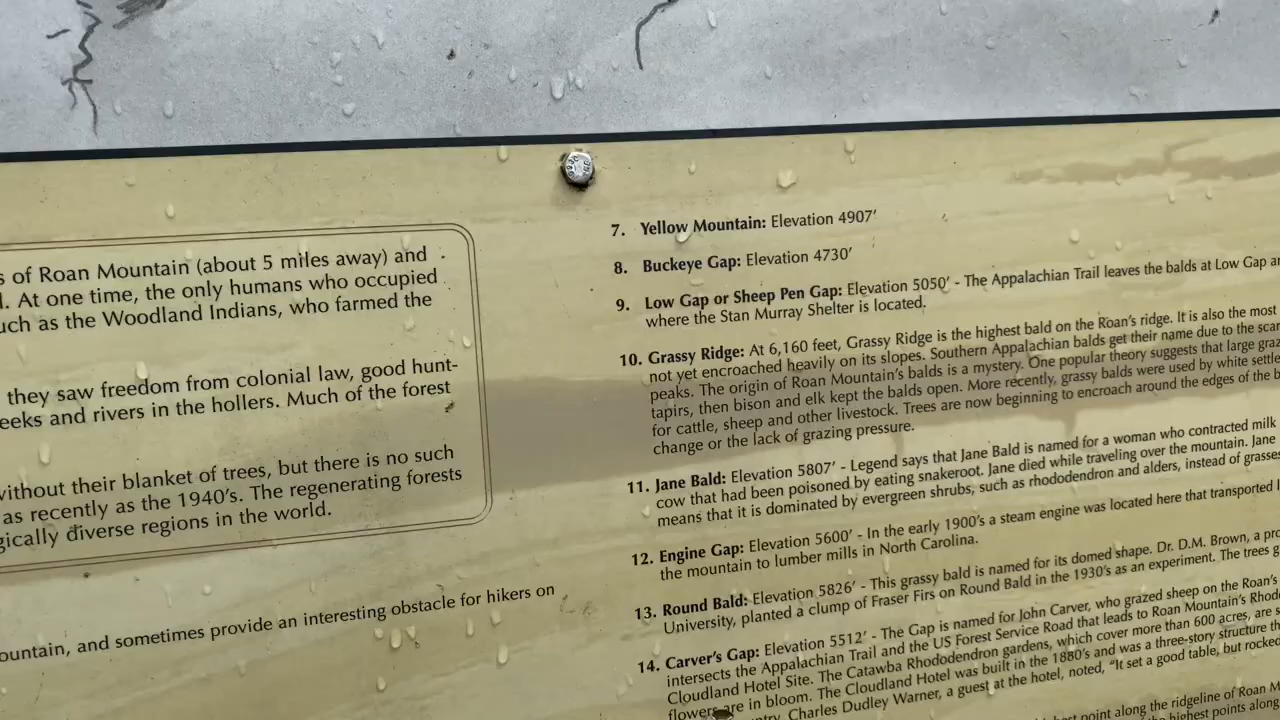 s of Roan Mountain (about 5 miles away) and
. At one time, the only humans who occupied
uch as the Woodland Indians, who farmed the
they saw freedom from colonial law, good hunt-
eeks and rivers in the hollers. Much of the forest
without their blanket of trees, but there is no such
as recently as the 1940's. The regenerating forests
gically diverse regions in the world.
ountain, and sometimes provide an interesting obstacle for hikers on
7. Yellow Mountain: Elevation 4907'
8. Buckeye Gap: Elevation 4730'
9. Low Gap or Sheep Pen Gap: Elevation 5050' - The Appalachian Trail leaves the balds at Low Gap
where the Stan Murray Shelter is located.
10. Grassy Ridge: At 6,160 feet, Grassy Ridge is the highest bald on the Roan's ridge. It is also the most
not yet encroached heavily on its slopes. Southern Appalachian balds get their name due to the
peaks. The origin of Roan Mountain's balds is a mystery. One popular theory suggests that large
tapirs, then bison and elk kept the balds open. More recently, grassy balds were used by white
for cattle, sheep and other livestock. Trees are now beginning to encroach around the edges of the
change or the lack of grazing pressure.
11. Jane Bald: Elevation 5807' - Legend says that Jane Bald is named for a woman who contracted milk
cow that had been poisoned by eating snakeroot. Jane died while traveling over the mountain. Jane
means that it is dominated by evergreen shrubs, such as rhododendron and alders, instead of grasses
12. Engine Gap: Elevation 5600' - In the early 1900's a steam engine was located here that transported
the mountain to lumber mills in North Carolina.
13. Round Bald: Elevation 5826' - This grassy bald is named for its domed shape. Dr. D.M. Brown, a
University, planted a clump of Fraser Firs on Round Bald in the 1930's as an experiment. The trees
14. Carver's Gap: Elevation 5512' - The Gap is named for John Carver, who grazed sheep on the Roan's
intersects the Appalachian Trail and the US Forest Service Road that leads to Roan Mountain's
Cloudland Hotel Site. The Catawba Rhododendron gardens, which cover more than 600 acres, are
flowers are in bloom. The Cloudland Hotel was built in the 1880's and was a three-story structure
Charles Dudley Warner, a guest at the hotel, noted, "It set a good table, but rocked
point along the ridgeline of Roan
highest points along